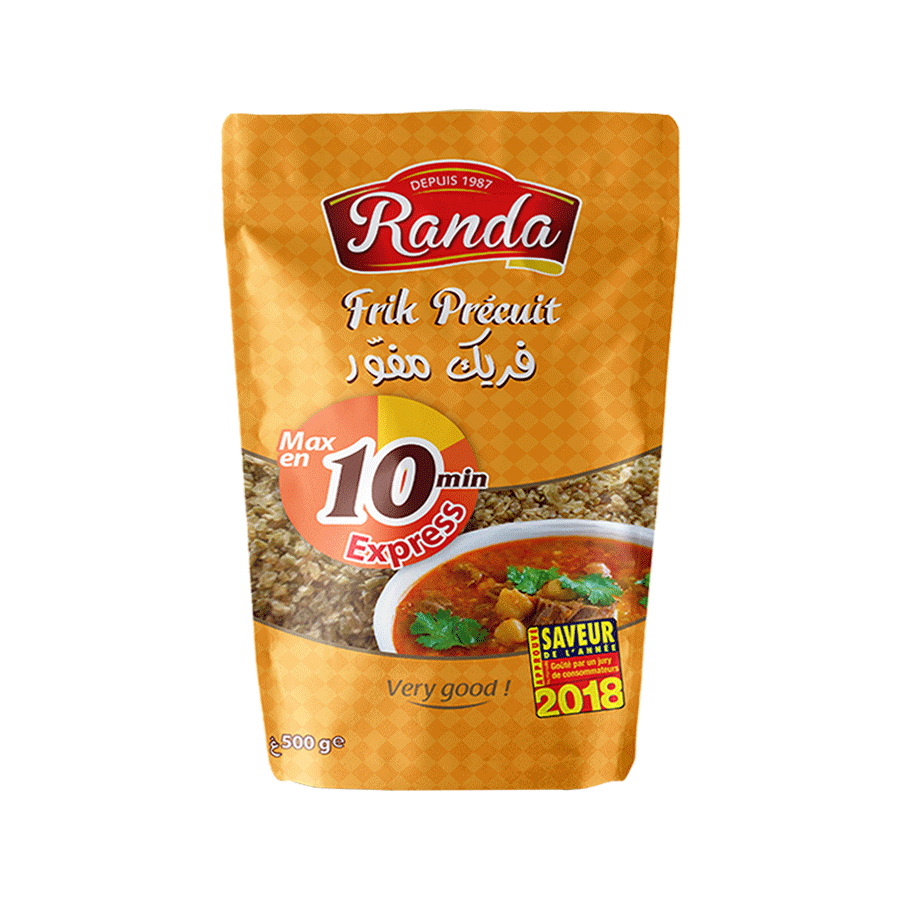 DEPUIS 1987
Randa
Frik Précuit
فريك مفوّر
Max
en
10 min
Express
Very good !
APPROUVÉ
SAVEUR
DE L'ANNÉE
Goûté par un jury
de consommateurs
2018
500 g e غ